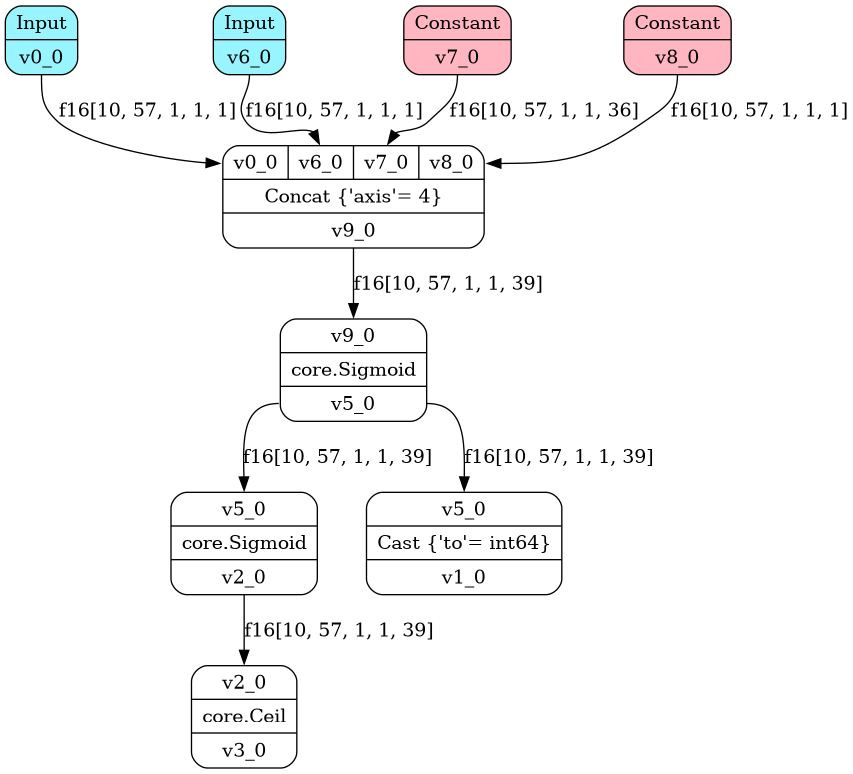 Input
v0_0
Input
v6_0
Constant
v7_0
Constant
v8_0
f16[10, 57, 1, 1, 1]
f16[10, 57, 1, 1, 1]
f16[10, 57, 1, 1, 36]
f16[10, 57, 1, 1, 1]
v0_0
v6_0
v7_0
v8_0
Concat {'axis'= 4}
v9_0
f16[10, 57, 1, 1, 39]
v9_0
core.Sigmoid
v5_0
f16[10, 57, 1, 1, 39]
f16[10, 57, 1, 1, 39]
v5_0
core.Sigmoid
v2_0
v5_0
Cast {'to'= int64}
v1_0
f16[10, 57, 1, 1, 39]
v2_0
core.Ceil
v3_0